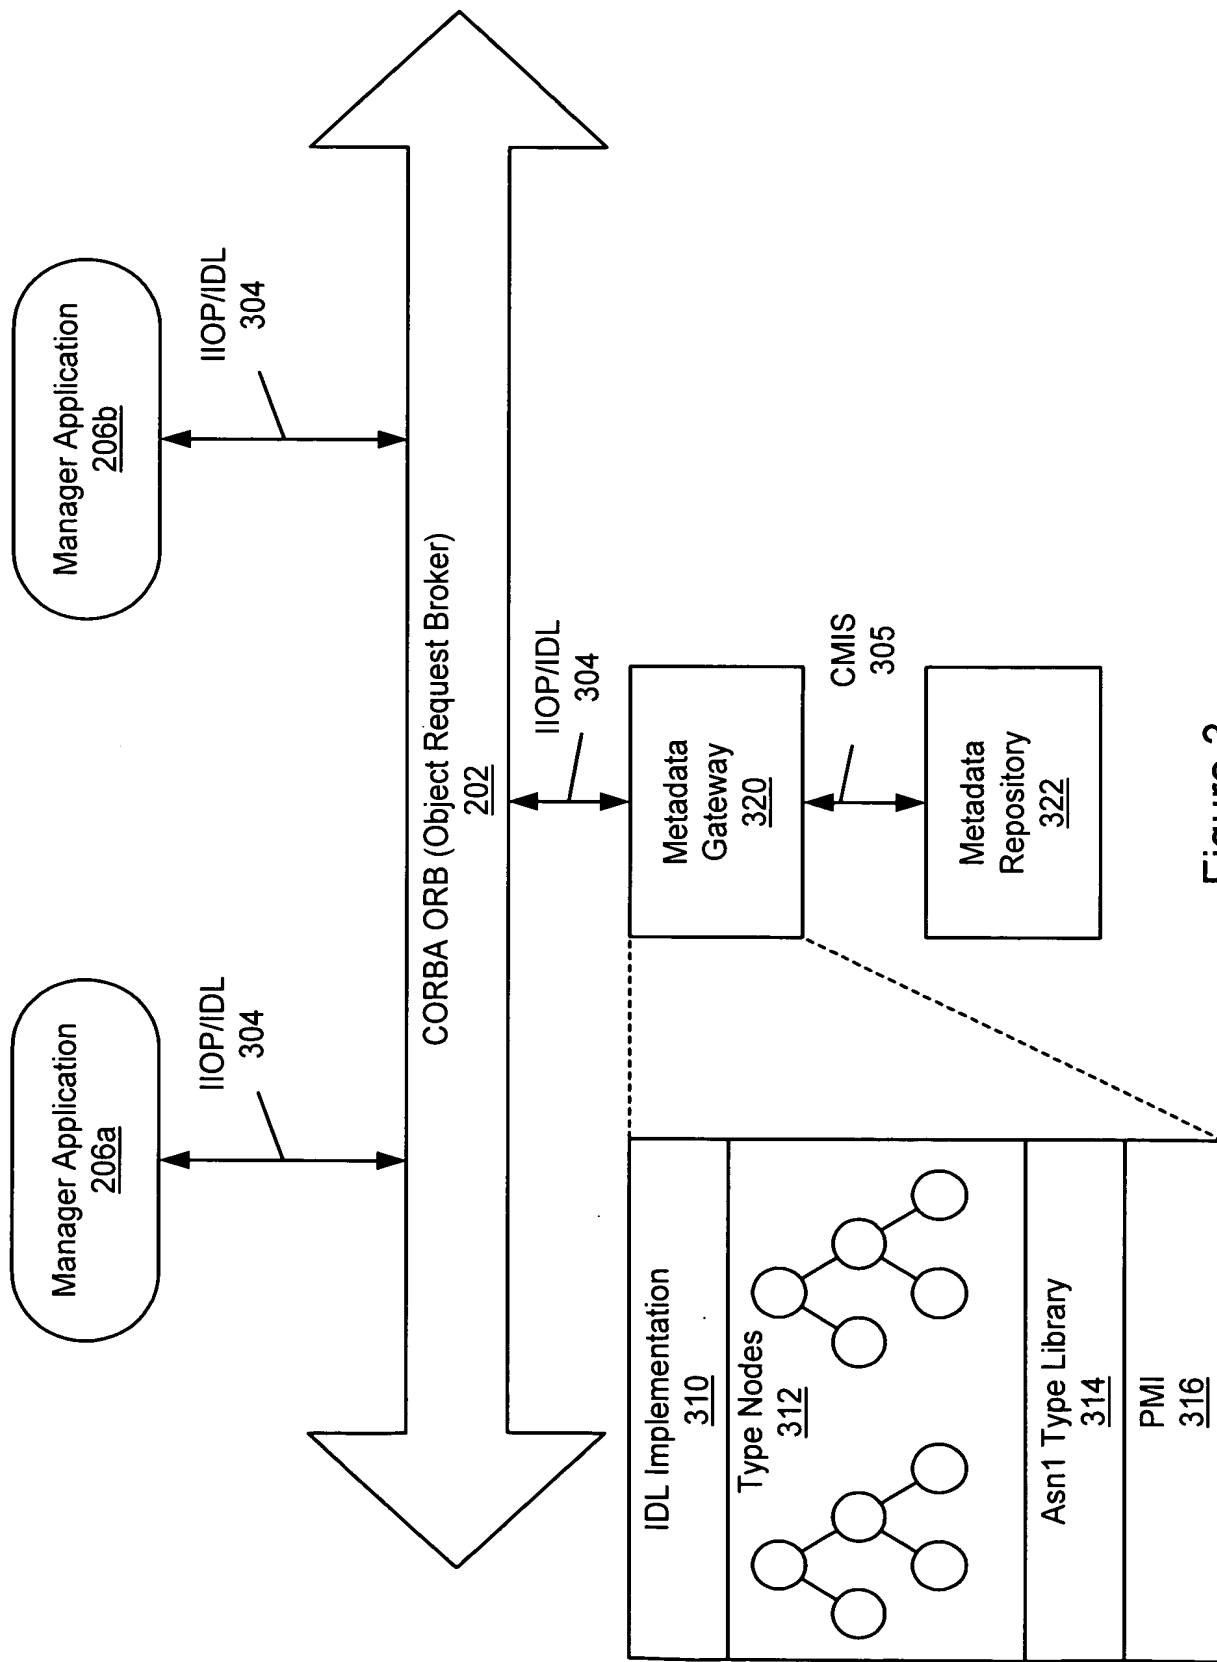 Manager Application
206a
Manager Application
206b
IIOP/IDL
304
IIOP/IDL
304
CORBA ORB (Object Request Broker)
202
IIOP/IDL
304
IDL Implementation
310
Type Nodes
312
Asn1 Type Library
314
PMI
316
Metadata
Gateway
320
CMIS
305
Metadata
Repository
322
Figure